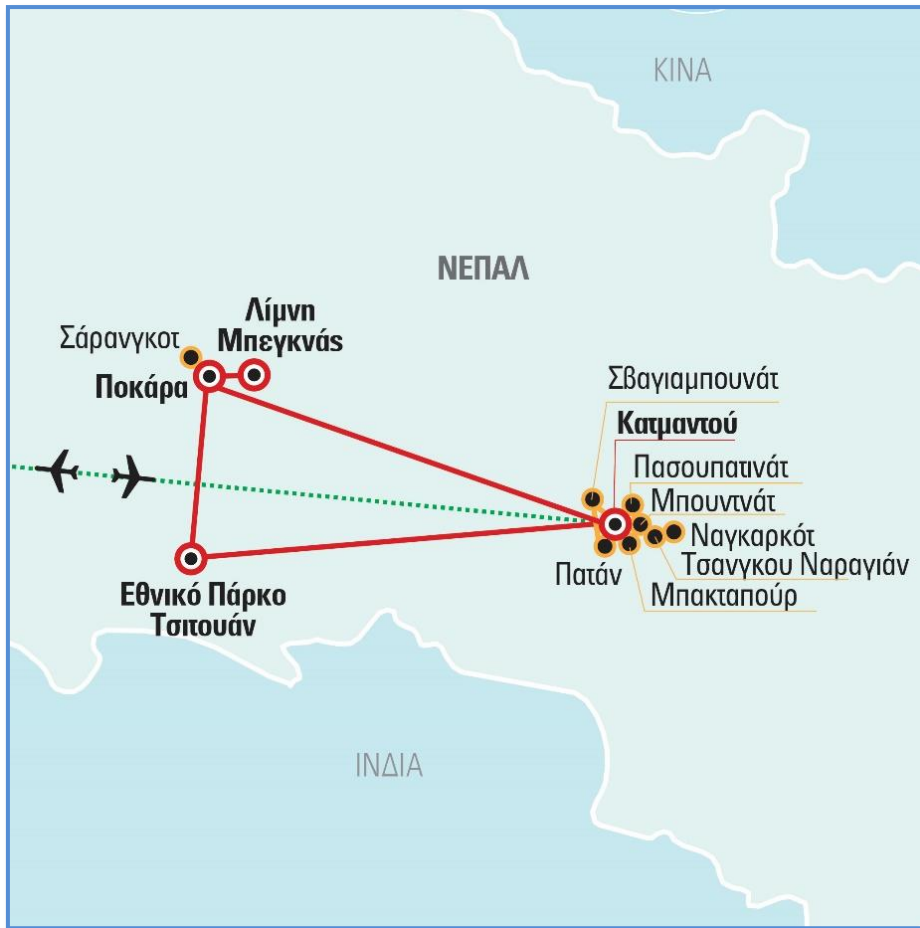 ΚΙΝΑ
ΝΕΠΑΛ
Λίμνη
Μπεγκνάς
Σάρανγκοτ
Ποκάρα
Σβαγιαμπουνάτ
Κατμαντού
Πασουπατινάτ
Μπουντνάτ
Ναγκαρκότ
Τσανγκου Ναραγιάν
Πατάν
Μπακταπούρ
Εθνικό Πάρκο
Τσιτουάν
ΙΝΔΙΑ